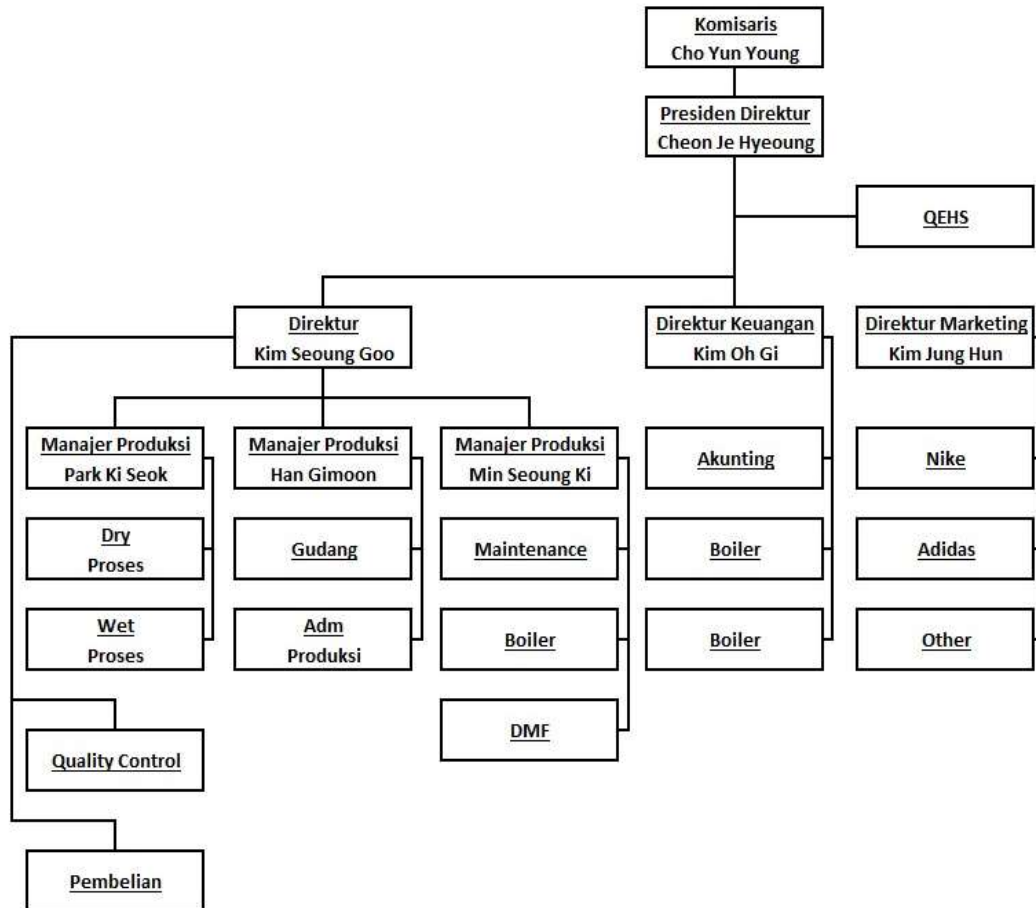 Komisaris
Cho Yun Young
Presiden Direktur
Cheon Je Hyeoung
QEHS
Direktur
Kim Seoung Goo
Direktur Keuangan
Kim Oh Gi
Direktur Marketing
Kim Jung Hun
Manajer Produksi
Park Ki Seok
Manajer Produksi
Han Gimoon
Manajer Produksi
Min Seoung Ki
Akunting
Nike
Dry
Proses
Gudang
Maintenance
Boiler
Adidas
Wet
Proses
Adm
Produksi
Boiler
Boiler
Other
Quality Control
DMF
Pembelian